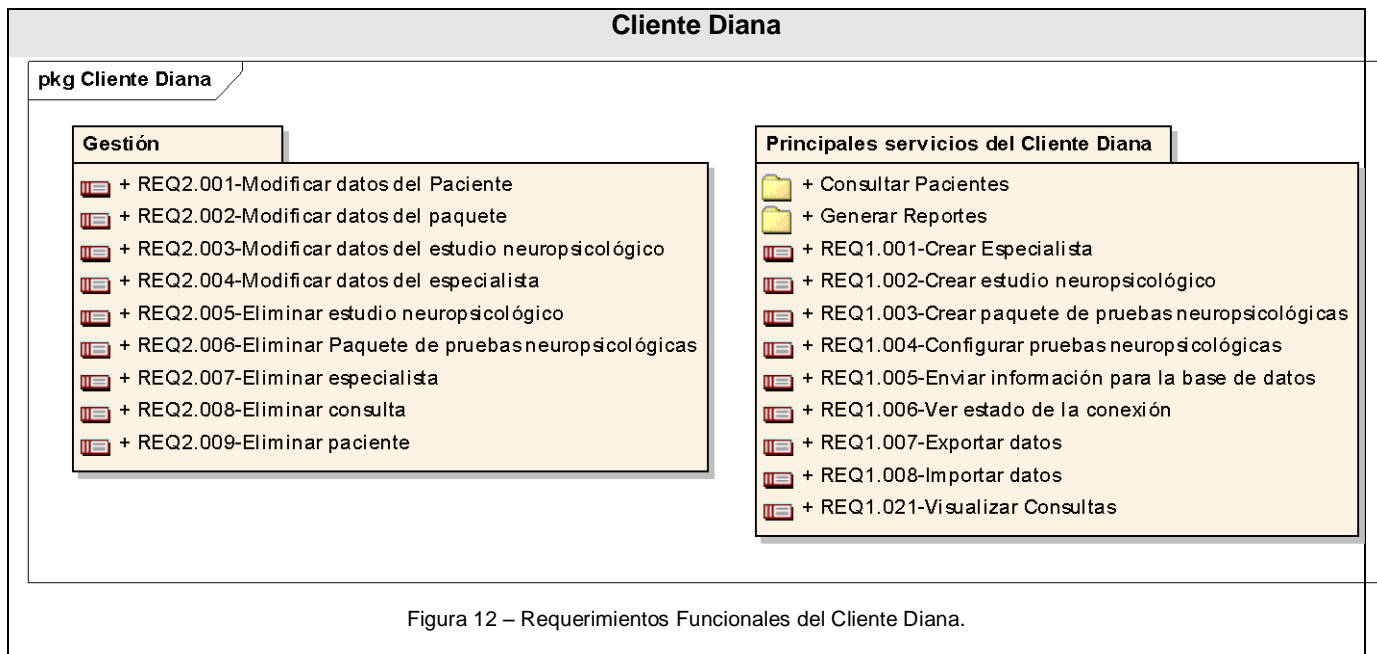 Cliente Diana
pkg Cliente Diana
Gestión
+ REQ2.001-Modificar datos del Paciente
+ REQ2.002-Modificar datos del paquete
+ REQ2.003-Modificar datos del estudio neuropsicológico
+ REQ2.004-Modificar datos del especialista
+ REQ2.005-Eliminar estudio neuropsicológico
+ REQ2.006-Eliminar Paquete de pruebas neuropsicológicas
+ REQ2.007-Eliminar especialista
+ REQ2.008-Eliminar consulta
+ REQ2.009-Eliminar paciente
Principales servicios del Cliente Diana
+ Consultar Pacientes
+ Generar Reportes
+ REQ1.001-Crear Especialista
+ REQ1.002-Crear estudio neuropsicológico
+ REQ1.003-Crear paquete de pruebas neuropsicológicas
+ REQ1.004-Configurar pruebas neuropsicológicas
+ REQ1.005-Enviar información para la base de datos
+ REQ1.006-Ver estado de la conexión
+ REQ1.007-Exportar datos
+ REQ1.008-Importar datos
+ REQ1.021-Visualizar Consultas
Figura 12 – Requerimientos Funcionales del Cliente Diana.